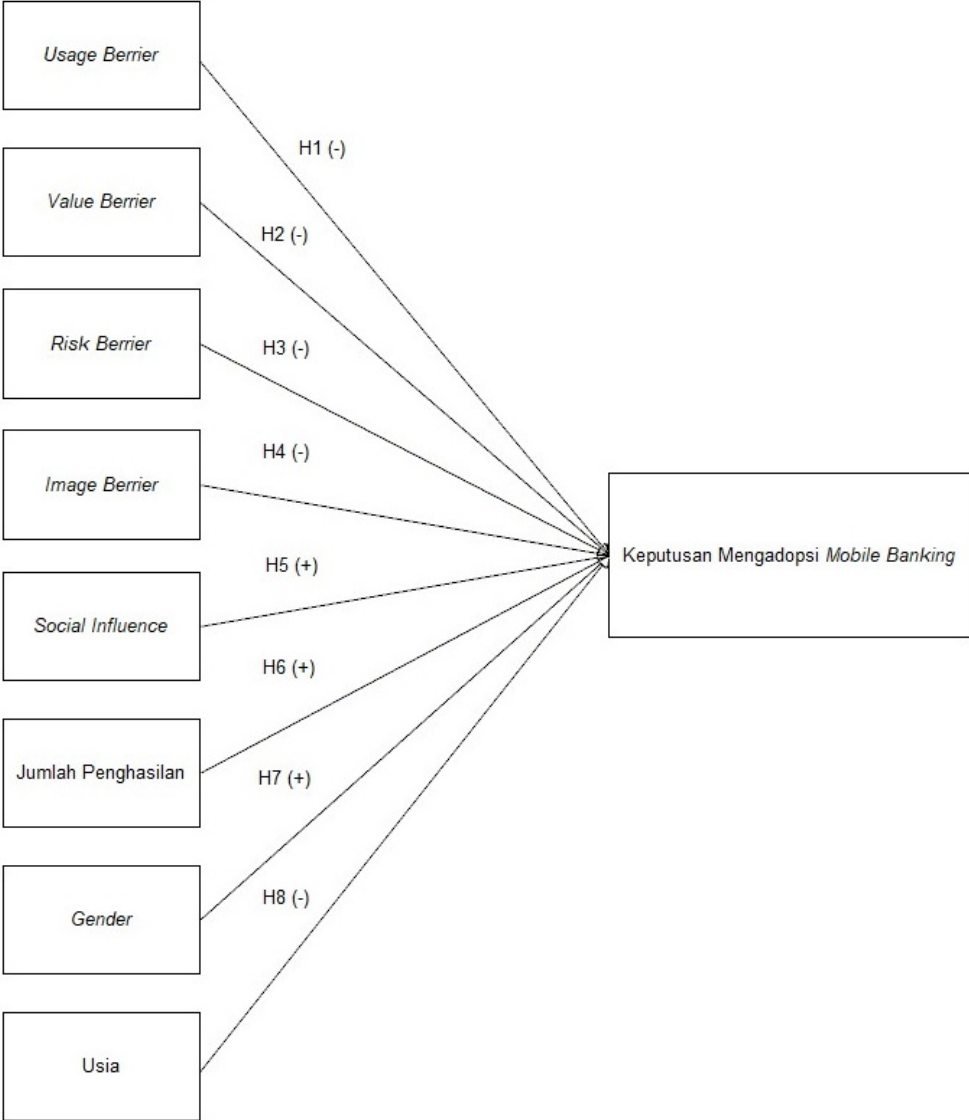 Usage Berrier
H1 (-)
Value Berrier
H2 (-)
Risk Berrier
H3 (-)
Image Berrier
H4 (-)
Keputusan Mengadopsi Mobile Banking
Social Influence
H5 (+)
H6 (+)
Jumlah Penghasilan
H7 (+)
Gender
H8 (-)
Usia